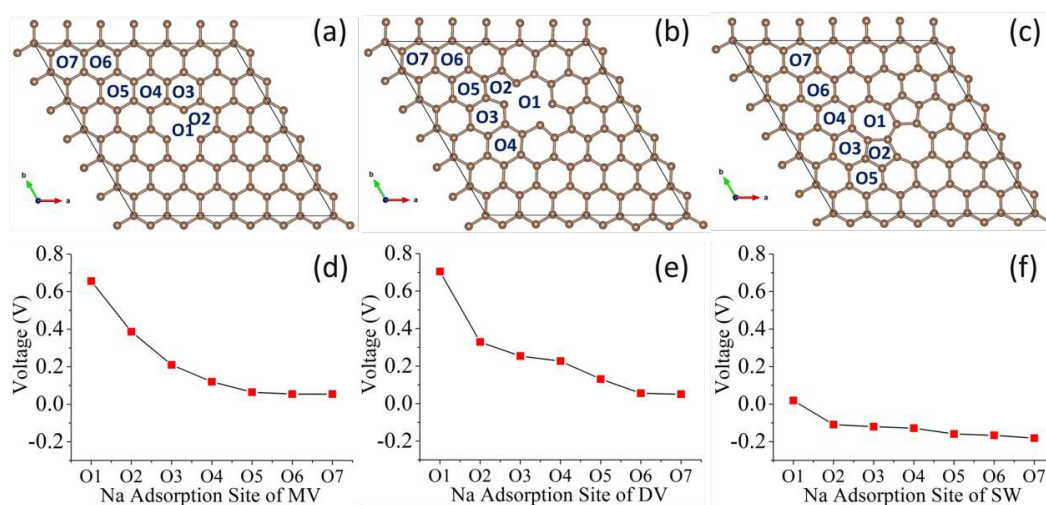 (a)
O7 O6
O5 O4 O3
O2
O1
b
a
(b)
O7 O6
O5 O2
O1
O3
O4
b
a
(c)
O7
O6
O4 O1
O3 O2
O5
b
a
(d)
Voltage (V)
0.8
0.6
0.4
0.2
0.0
-0.2
O1 O2 O3 O4 O5 O6 O7
Na Adsorption Site of MV
(e)
Voltage (V)
0.8
0.6
0.4
0.2
0.0
-0.2
O1 O2 O3 O4 O5 O6 O7
Na Adsorption Site of DV
(f)
Voltage (V)
0.8
0.6
0.4
0.2
0.0
-0.2
O1 O2 O3 O4 O5 O6 O7
Na Adsorption Site of SW